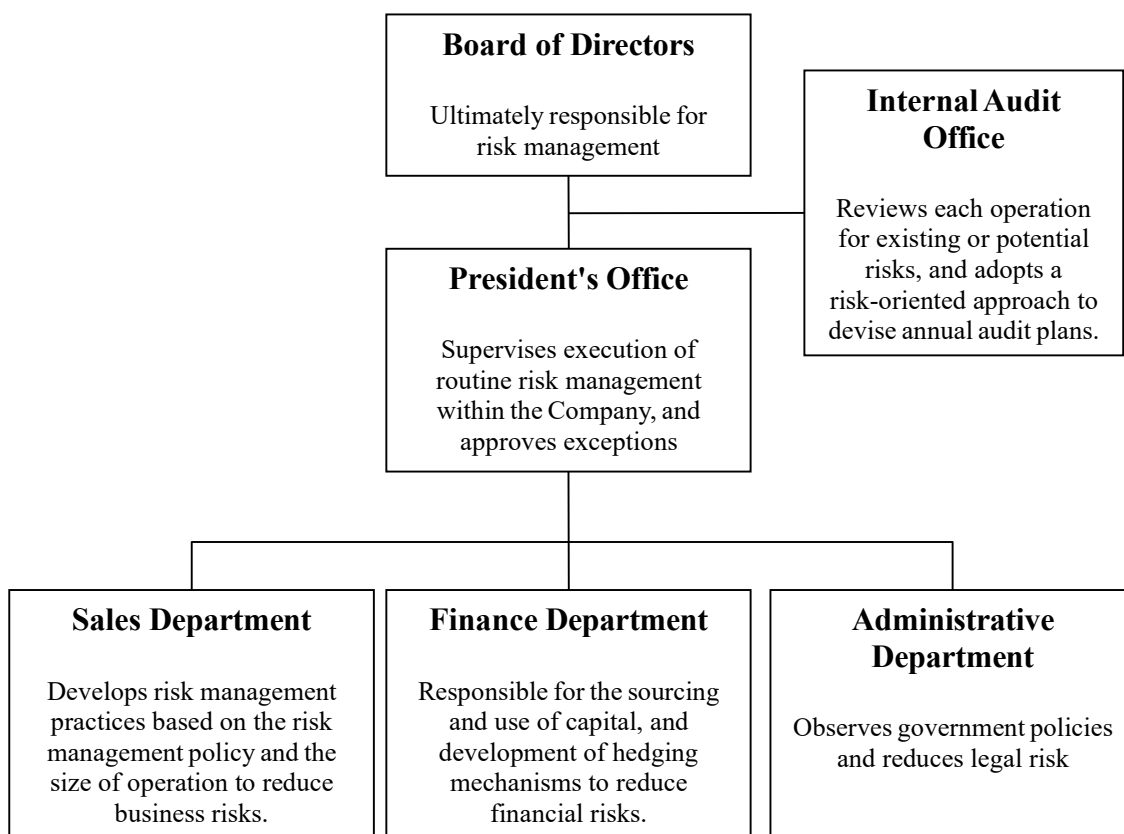 Board of Directors
Ultimately responsible for
risk management
Internal Audit
Office
Reviews each operation
for existing or potential
risks, and adopts a
risk-oriented approach to
devise annual audit plans.
President's Office
Supervises execution of
routine risk management
within the Company, and
approves exceptions
Sales Department
Develops risk management
practices based on the risk
management policy and the
size of operation to reduce
business risks.
Finance Department
Responsible for the sourcing
and use of capital, and
development of hedging
mechanisms to reduce
financial risks.
Administrative
Department
Observes government policies
and reduces legal risk